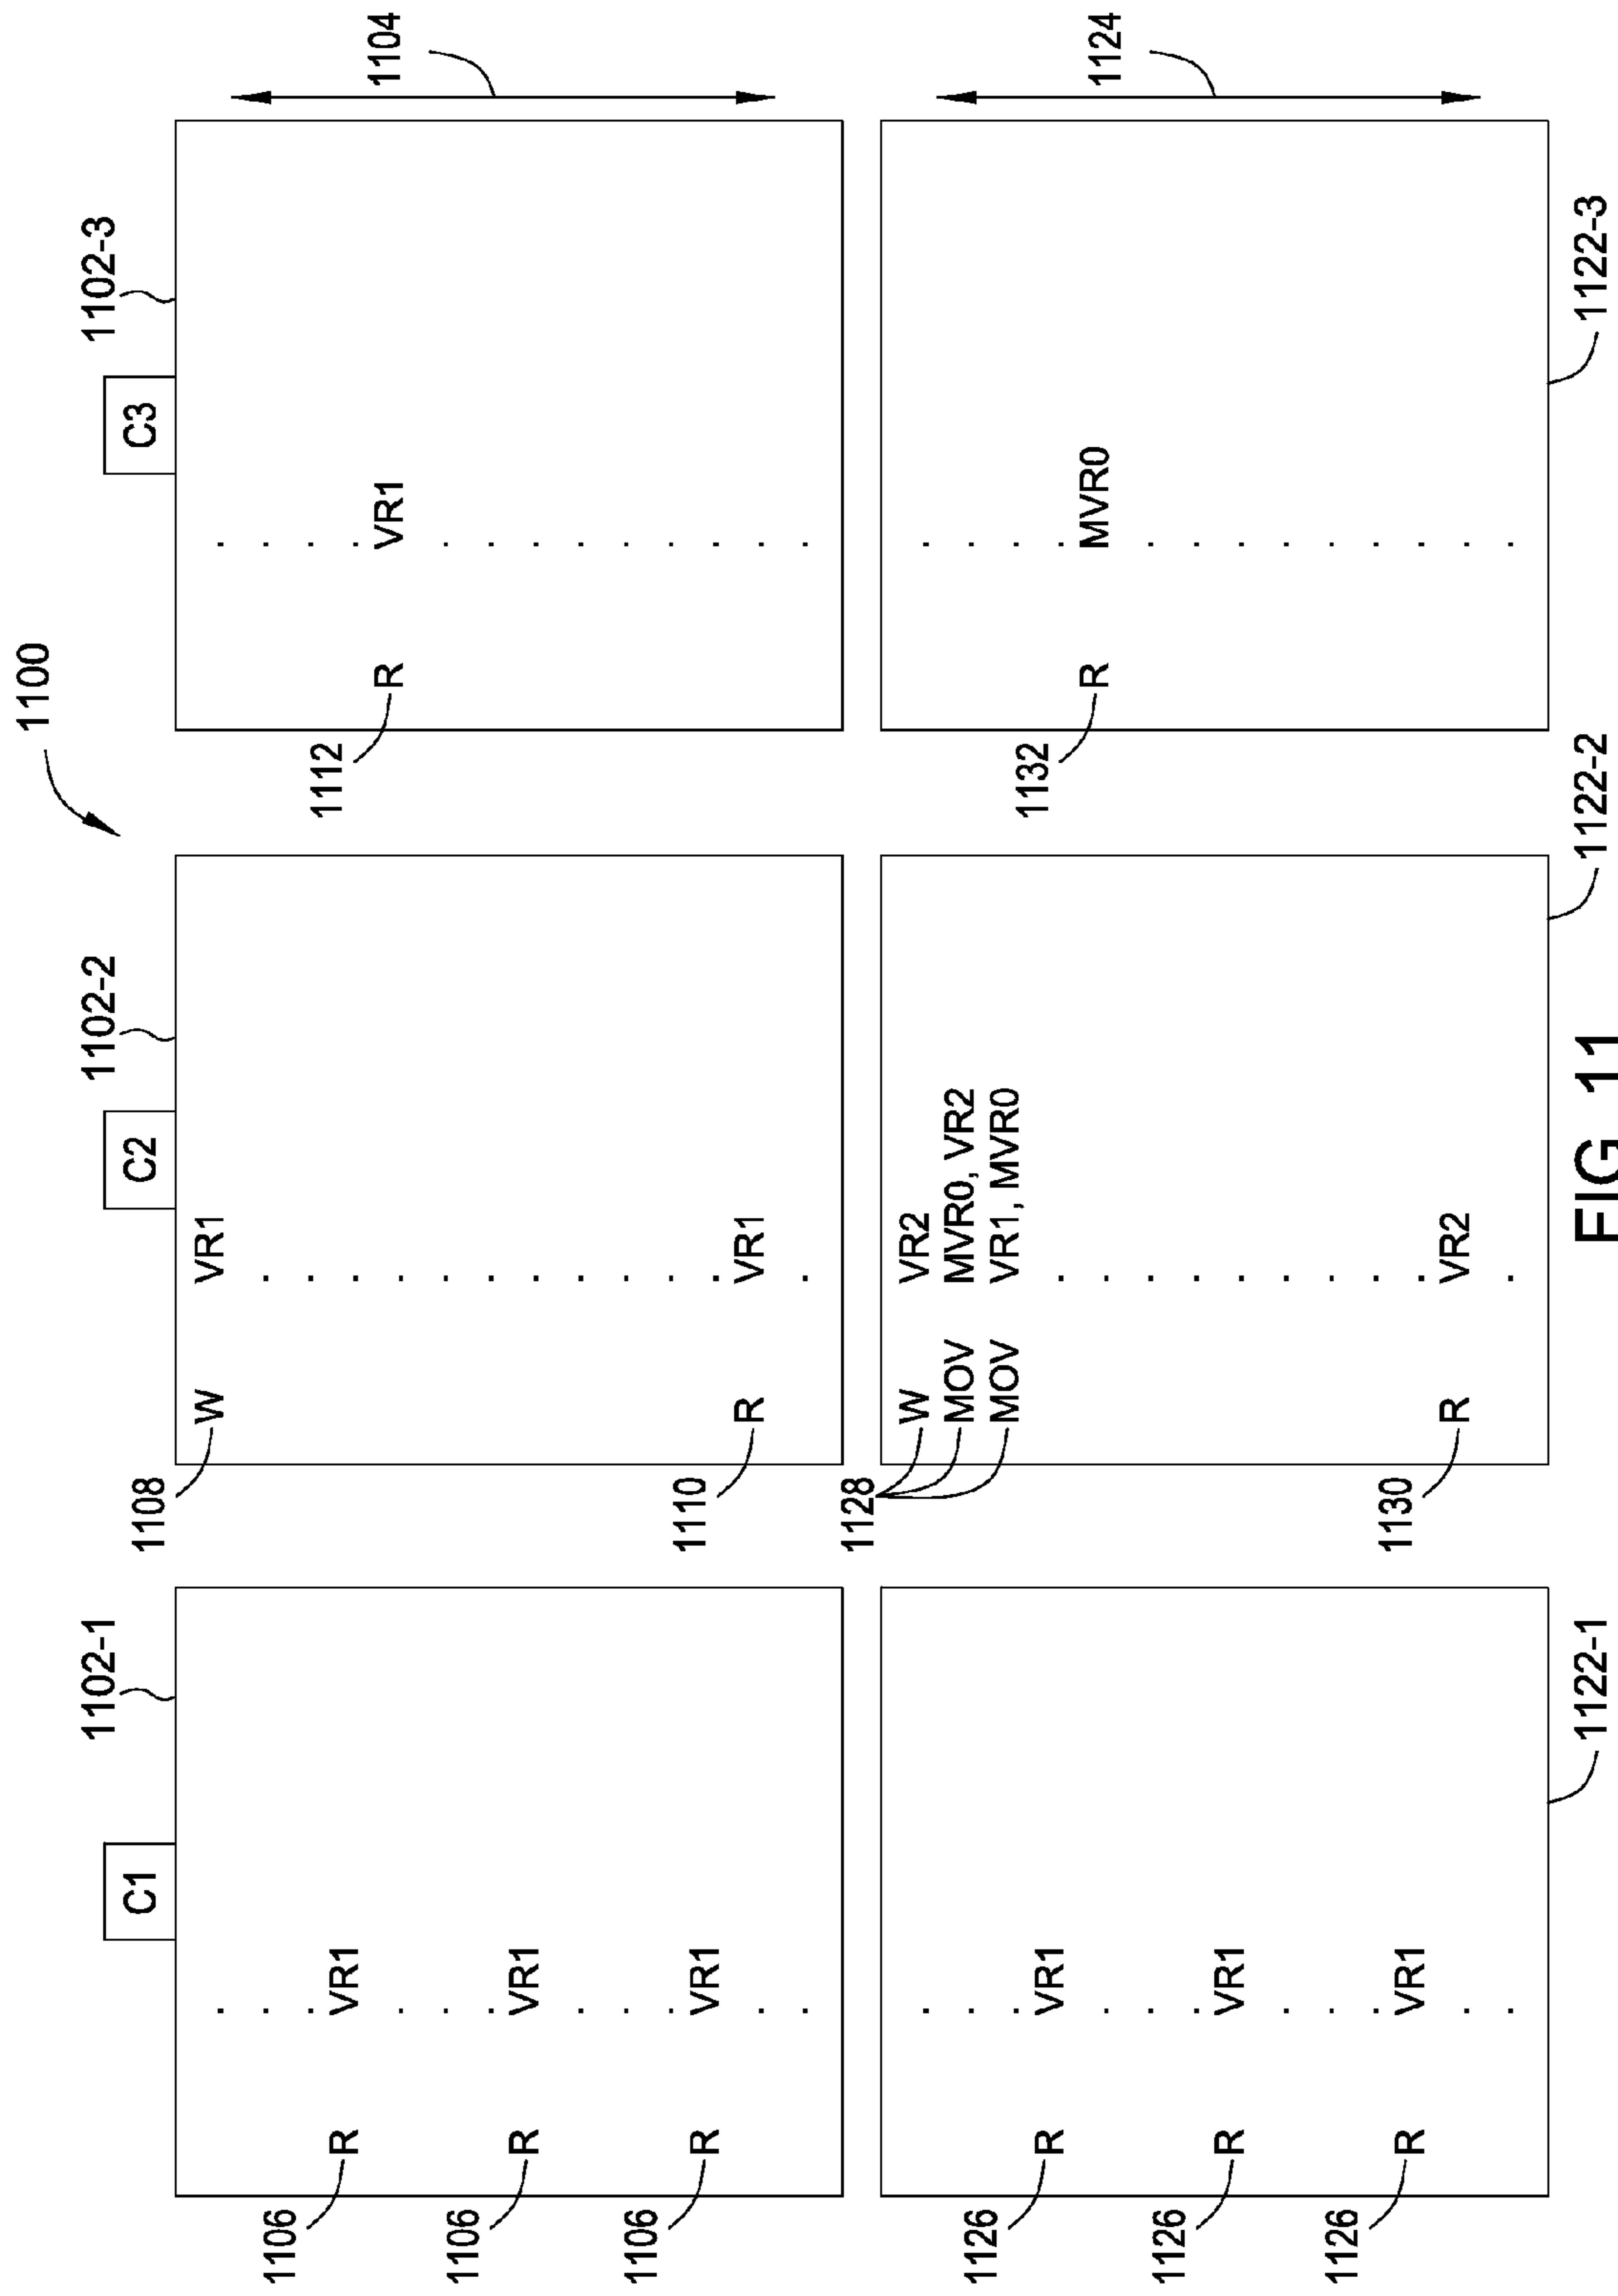 1100
1102-1
C1
1106 R VR1
1106 R VR1
1106 R VR1
1102-2
C2
1108 W VR1
1110 R VR1
1102-3
C3
1112 R VR1
1104
1126 R VR1
1126 R VR1
1126 R VR1
1122-1
1128 W VR2
MOV MVR0, VR2
MOV VR1, MVR0
1130 R VR2
1122-2
1132 R MVR0
1124
1122-3
FIG 11